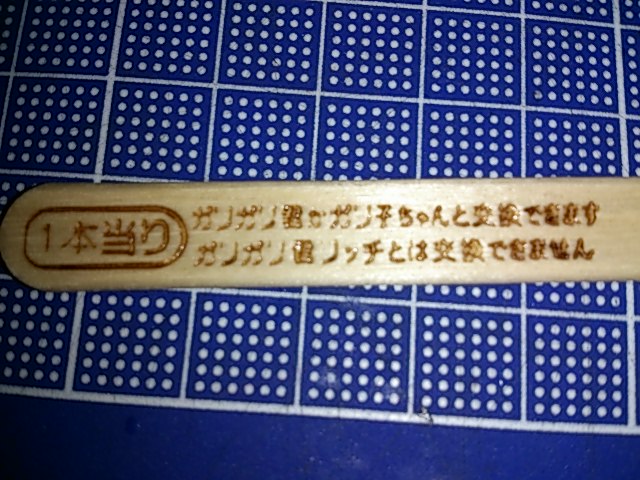 1本当り
ガリガリ君かガリ子ちゃんと交換できます
ガリガリ君リッチとは交換できません